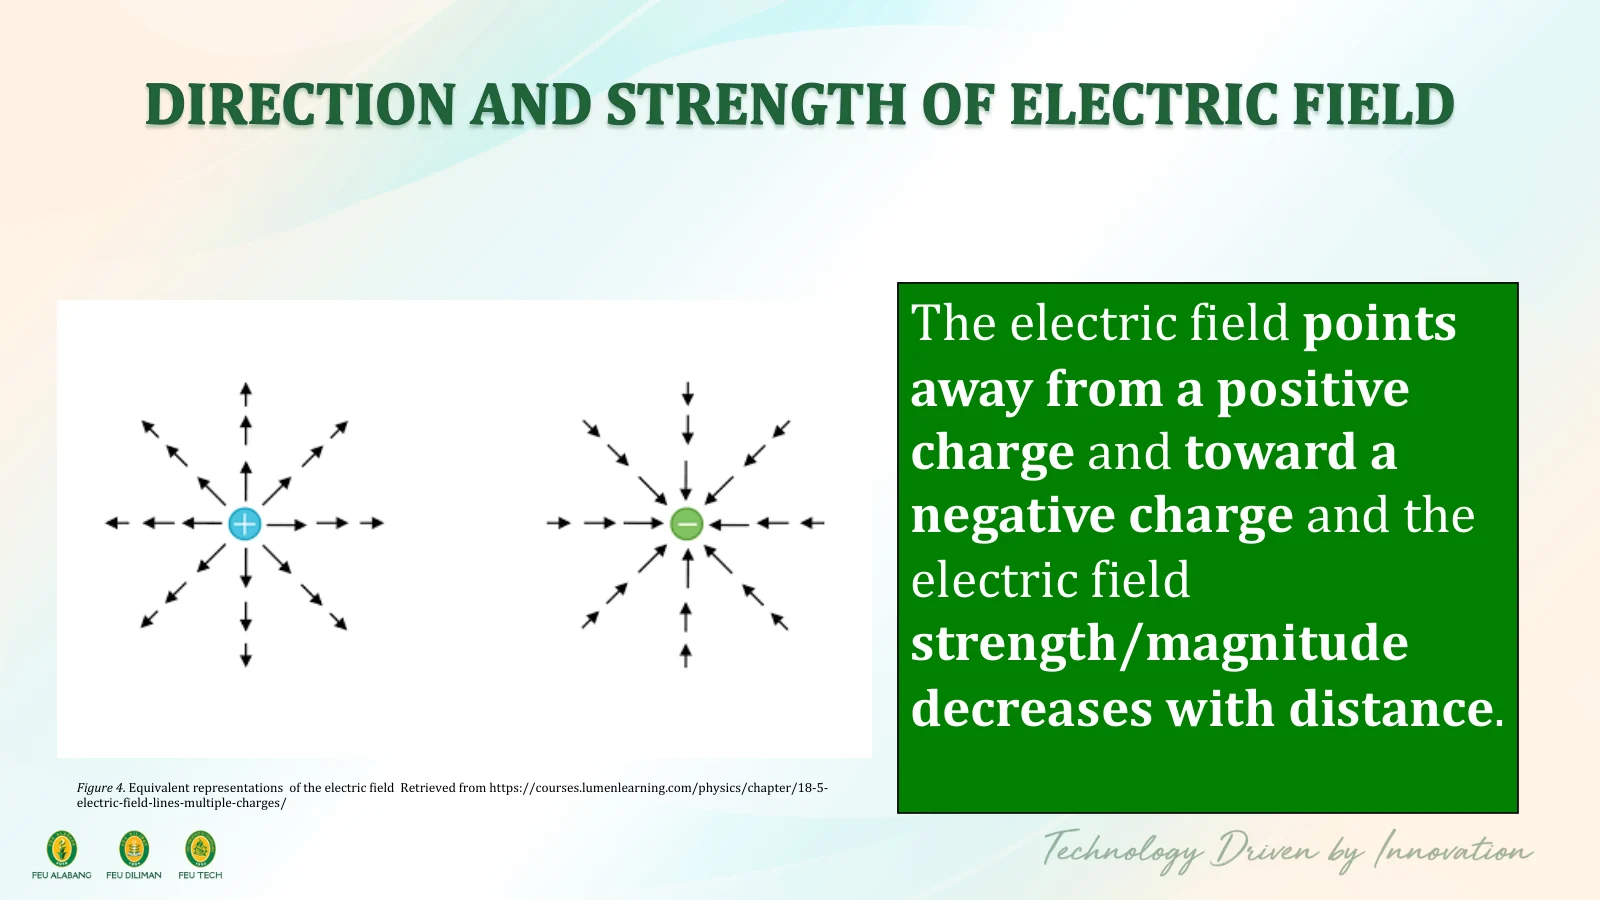 DIRECTION AND STRENGTH OF ELECTRIC FIELD
The electric field points
away from a positive
charge and toward a
negative charge and the
electric field
strength/magnitude
decreases with distance.
+
−
Figure 4. Equivalent representations of the electric field Retrieved from https://courses.lumenlearning.com/physics/chapter/18-5-
electric-field-lines-multiple-charges/
FEU ALABANG
FEU DILIMAN
FEU TECH
Technology Driven by Innovation